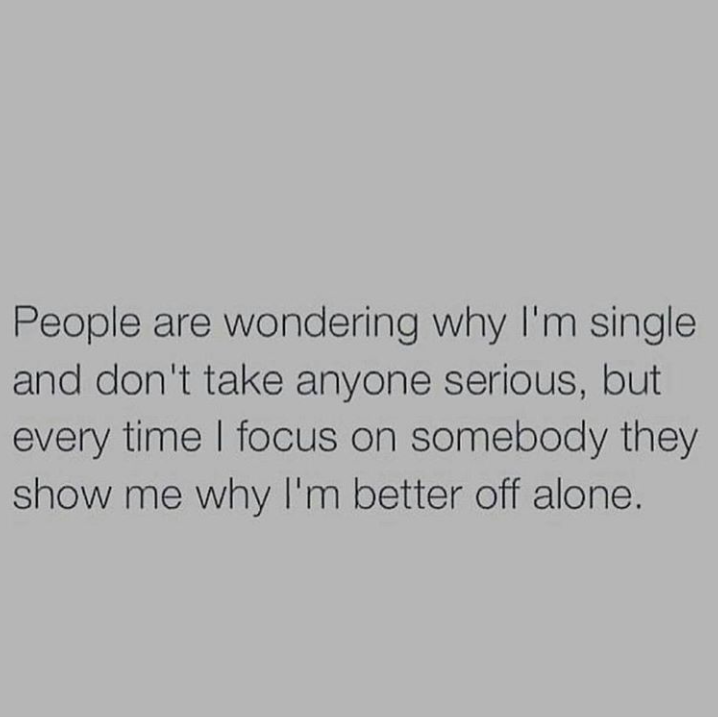 People are wondering why I'm single
and don't take anyone serious, but
every time I focus on somebody they
show me why I'm better off alone.